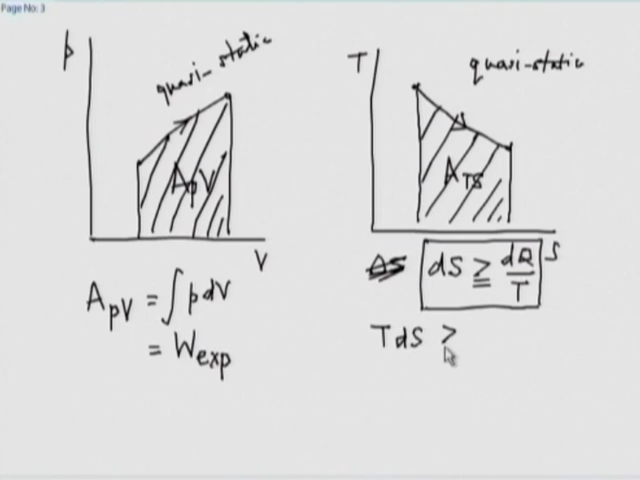 Page No: 3
p
quasi-static
A_pV
V
A_pV = ∫ p dV
= W_exp
T
quasi-static
A_TS
S
ΔS
dS ≥ dQ/T
TdS >